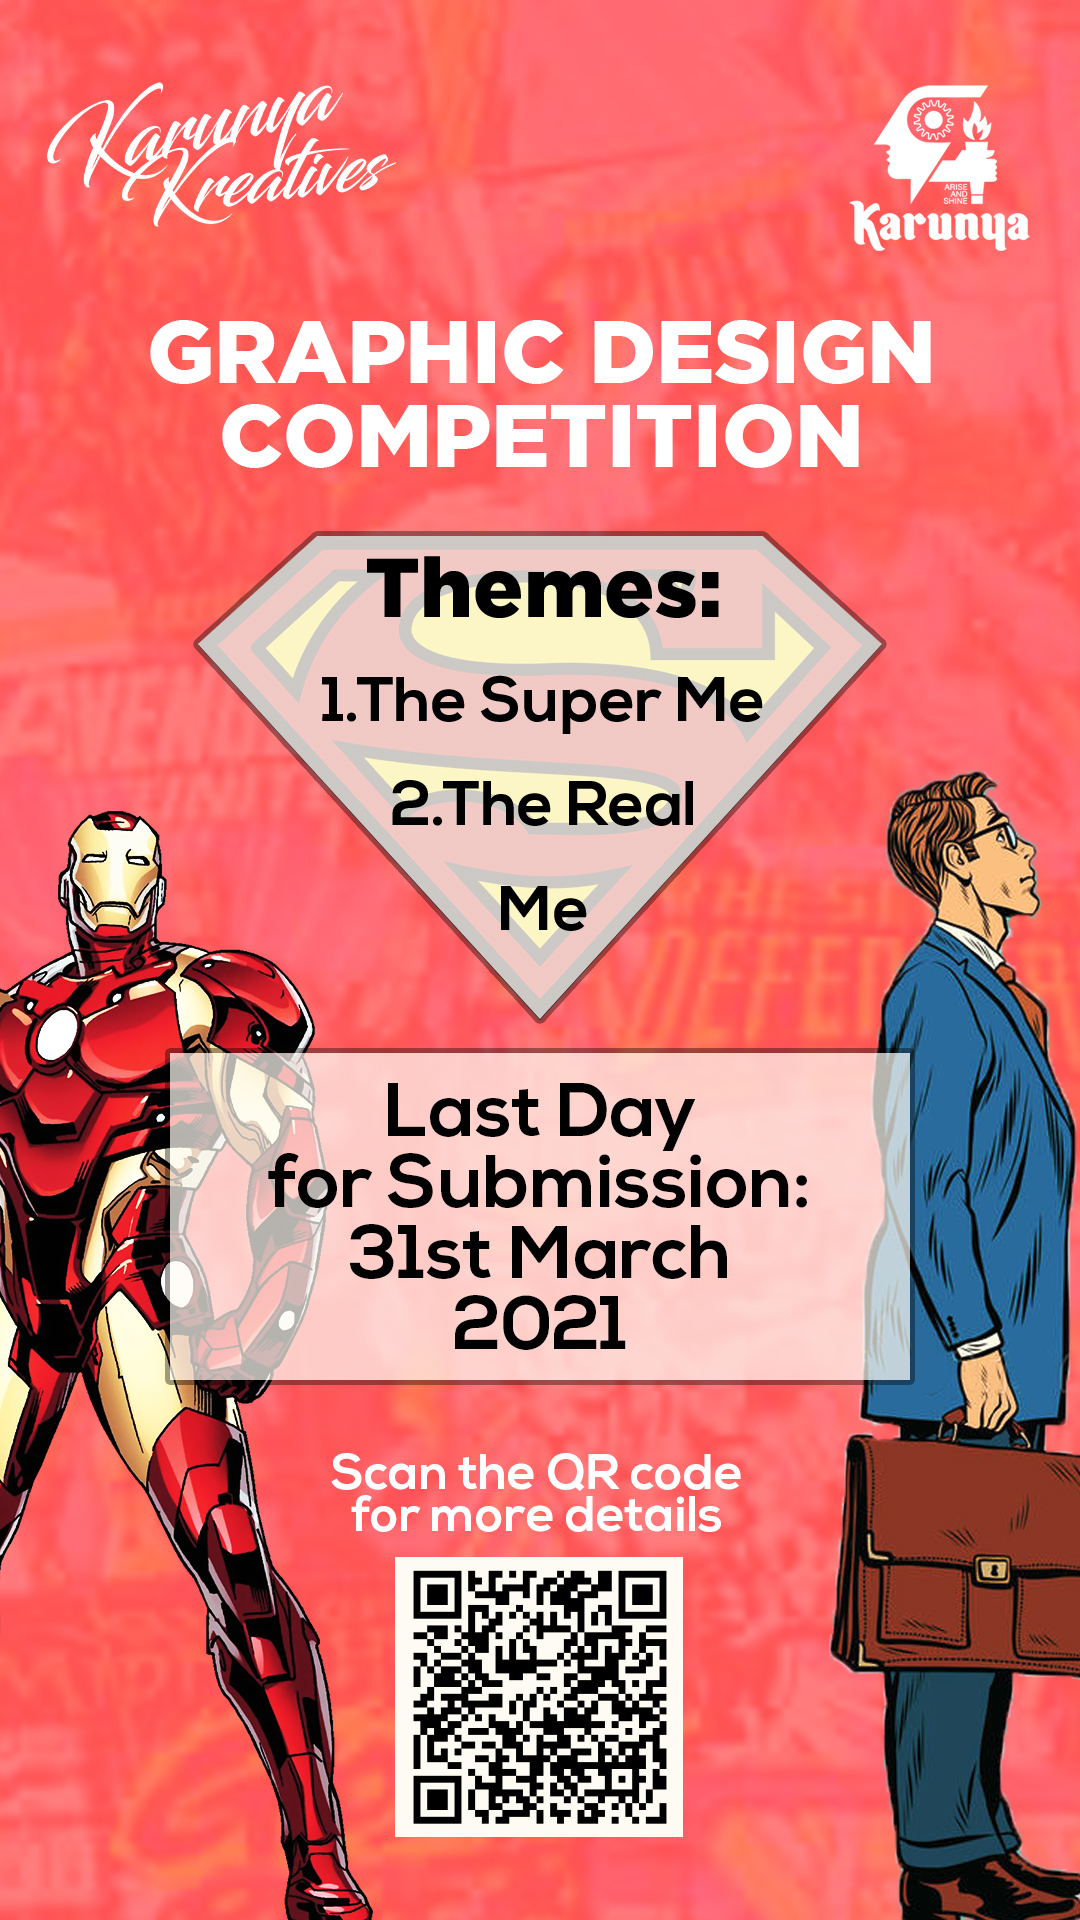 Karunya
Kreatives
ARISE
AND
SHINE
Karunya
GRAPHIC DESIGN
COMPETITION
Themes:
1.The Super Me
2.The Real
Me
Last Day
for Submission:
31st March
2021
Scan the QR code
for more details